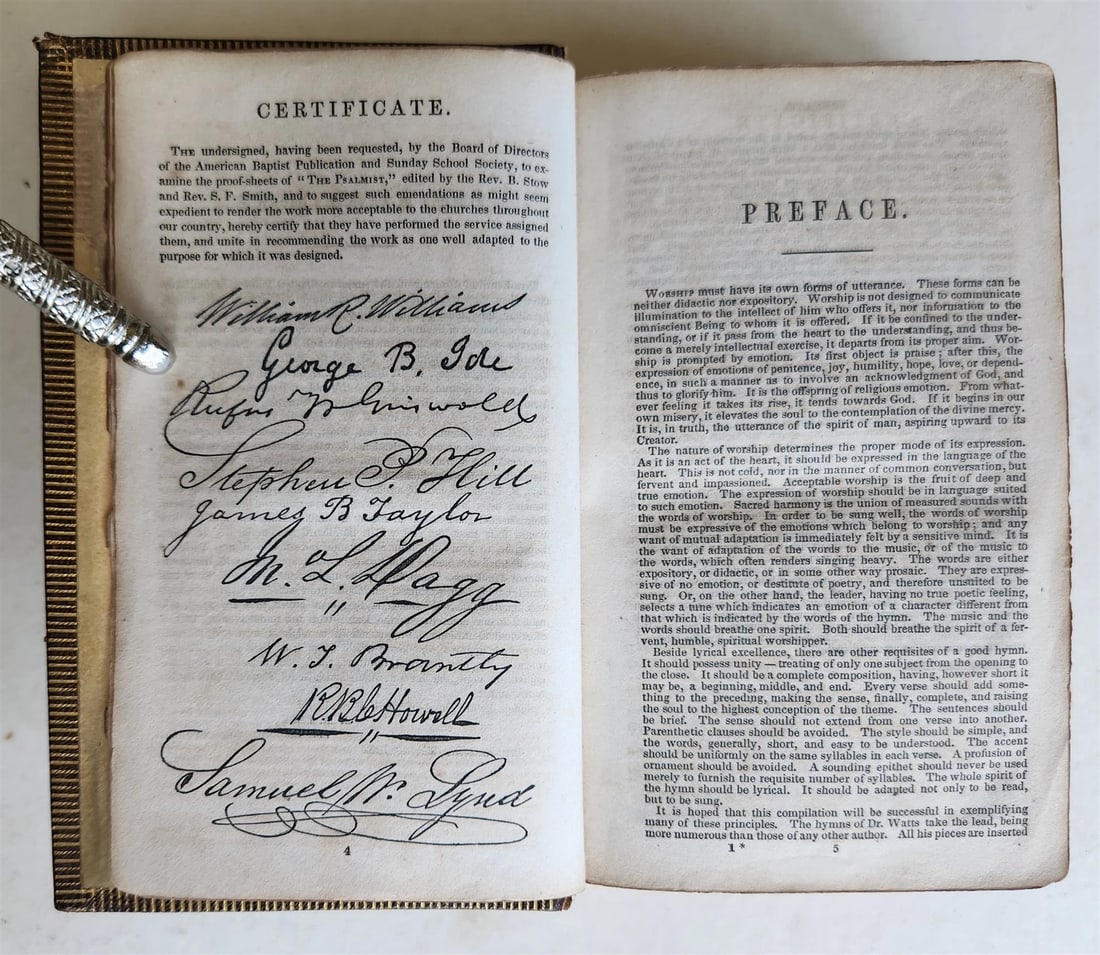 CERTIFICATE.
THE undersigned, having been requested, by the Board of Directors
of the American Baptist Publication and Sunday School Society, to ex-
amine the proof-sheets of "THE PSALMIST," edited by the Rev. B. Stow
and Rev. S. F. Smith, and to suggest such emendations as might seem
expedient to render the work more acceptable to the churches throughout
our country, hereby certify that they have performed the service assigned
them, and unite in recommending the work as one well adapted to the
purpose for which it was designed.
William R. Williams
George B. Ide
Rufus W Griswold
Stephen P. Hill
James B Taylor
J. L. Dagg
W. T. Brantly
R. B. C. Howell
Samuel W. Lynd
4
PREFACE.
WORSHIP must have its own forms of utterance. These forms can be
neither didactic nor expository. Worship is not designed to communicate
illumination to the intellect of him who offers it, nor information to the
omniscient Being to whom it is offered. If it be confined to the under-
standing, or if it pass from the heart to the understanding, and thus be-
come a merely intellectual exercise, it departs from its proper aim. Wor-
ship is prompted by emotion. Its first object is praise; after this, the
expression of emotions of penitence, joy, humility, hope, love, or depend-
ence, in such a manner as to involve an acknowledgment of God, and
thus to glorify him. It is the offspring of religious emotion. From what-
ever feeling it takes its rise, it tends towards God. If it begins in our
own misery, it elevates the soul to the contemplation of the divine mercy.
It is, in truth, the utterance of the spirit of man, aspiring upward to its
Creator.
The nature of worship determines the proper mode of its expression.
As it is an act of the heart, it should be expressed in the language of the
heart. This is not cold, nor in the manner of common conversation, but
fervent and impassioned. Acceptable worship is the fruit of deep and
true emotion. The expression of worship should be in language suited
to such emotion. Sacred harmony is the union of measured sounds with
the words of worship. In order to be sung well, the words of worship
must be expressive of the emotions which belong to worship; and any
want of mutual adaptation is immediately felt by a sensitive mind. It is
the want of adaptation of the words to the music, or of the music to
the words, which often renders singing heavy. The words are either
expository, or didactic, or in some other way prosaic. They are expres-
sive of no emotion, or destitute of poetry, and therefore unsuited to be
sung. Or, on the other hand, the leader, having no true poetic feeling,
selects a tune which indicates an emotion of a character different from
that which is indicated by the words of the hymn. The music and the
words should breathe one spirit. Both should breathe the spirit of a fer-
vent, humble, spiritual worshipper.
Beside lyrical excellence, there are other requisites of a good hymn.
It should possess unity — treating of only one subject from the opening to
the close. It should be a complete composition, having, however short it
may be, a beginning, middle, and end. Every verse should add some-
thing to the preceding, making the sense, finally, complete, and raising
the soul to the highest conception of the theme. The sentences should
be brief. The sense should not extend from one verse into another.
Parenthetic clauses should be avoided. The style should be simple, and
the words, generally, short, and easy to be understood. The accent
should be uniformly on the same syllables in each verse. A profusion of
ornament should be avoided. A sounding epithet should never be used
merely to furnish the requisite number of syllables. The whole spirit of
the hymn should be lyrical. It should be adapted not only to be read,
but to be sung.
It is hoped that this compilation will be successful in exemplifying
many of these principles. The hymns of Dr. Watts take the lead, being
more numerous than those of any other author. All his pieces are inserted
1* 5